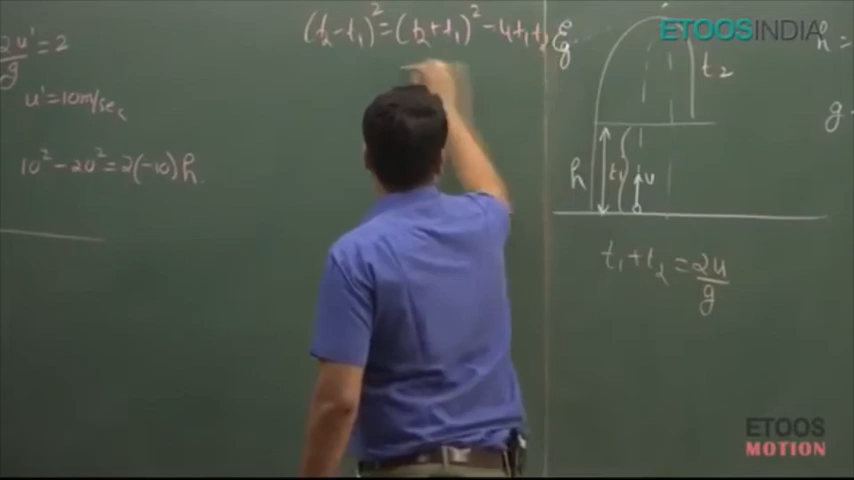 2u'/g = 2
u' = 10m/sec
10² - 20² = 2(-10)h.
(t₂ - t₁)² = (t₂ + t₁)² - 4t₁t₂
g
ETOOSINDIA
t₂
h =
g
h
t₁
u
t₁ + t₂ = 2u/g
ETOOS
MOTION